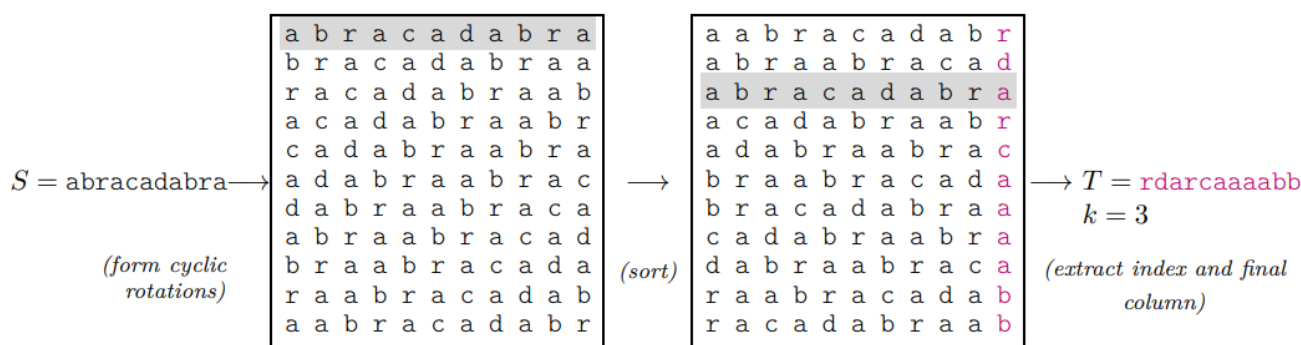 S = abracadabra
(form cyclic
rotations)
a b r a c a d a b r a
b r a c a d a b r a a
r a c a d a b r a a b
a c a d a b r a a b r
c a d a b r a a b r a
a d a b r a a b r a c
d a b r a a b r a c a
a b r a a b r a c a d
b r a a b r a c a d a
r a a b r a c a d a b
a a b r a c a d a b r
(sort)
a a b r a c a d a b r
a b r a a b r a c a d
a b r a c a d a b r a
a c a d a b r a a b r
a d a b r a a b r a c
b r a a b r a c a d a
b r a c a d a b r a a
c a d a b r a a b r a
d a b r a a b r a c a
r a a b r a c a d a b
r a c a d a b r a a b
T = rdarcaaaabb
k = 3
(extract index and final
column)